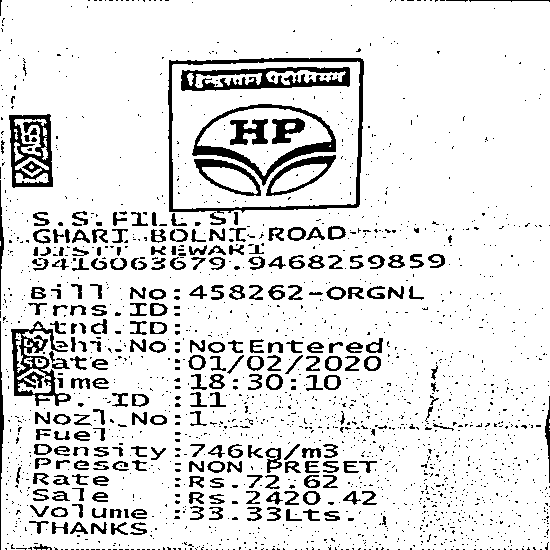 हिन्दुस्तान पेट्रोलियम
HP
S.S.FILL.ST
GHARI BOLNI ROAD
DISTT REWARI
9416063679.9468259859
Bill No:458262-ORGNL
Trns.ID:
Atnd.ID:
Vehi.No:NotEntered
Date :01/02/2020
Time :18:30:10
FP. ID :11
Nozl.No:1
Fuel :
Density:746kg/m3
Preset :NON PRESET
Rate :Rs.72.62
Sale :Rs.2420.42
Volume :33.33Lts.
THANKS